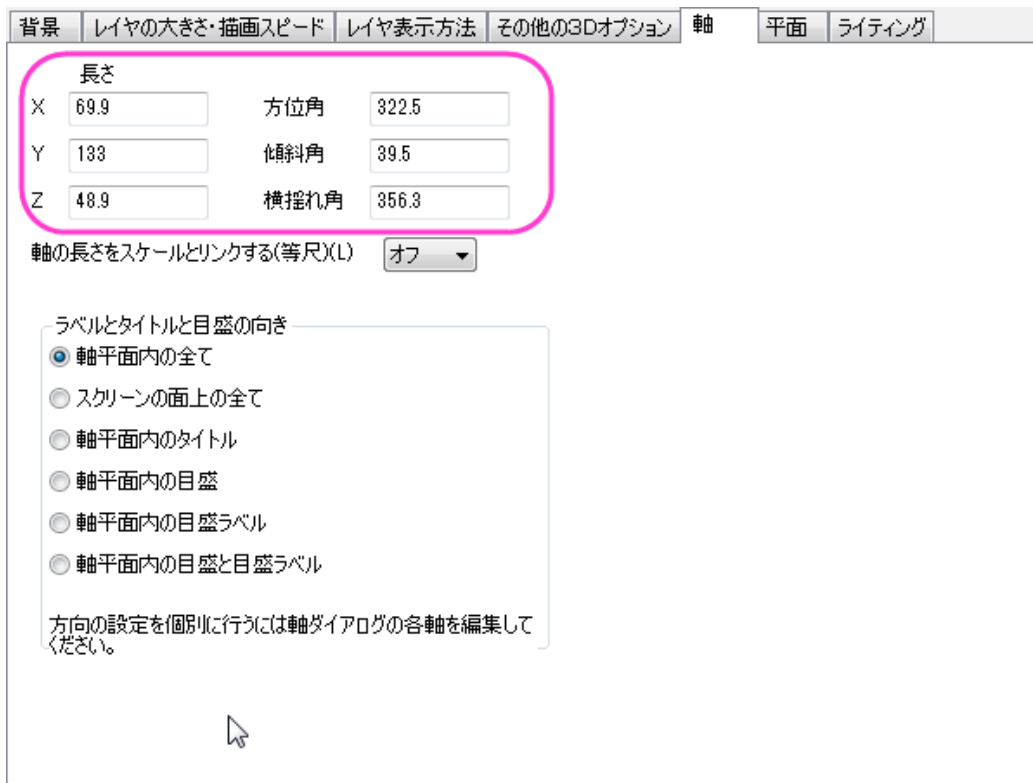 背景 レイヤの大きさ・描画スピード レイヤ表示方法 その他の3Dオプション 軸 平面 ライティング
長さ
X 69.9 方位角 322.5
Y 133 傾斜角 39.5
Z 48.9 横揺れ角 356.3
軸の長さをスケールとリンクする(等尺)(L) オフ
ラベルとタイトルと目盛の向き
軸平面内の全て
スクリーンの面上の全て
軸平面内のタイトル
軸平面内の目盛
軸平面内の目盛ラベル
軸平面内の目盛と目盛ラベル
方向の設定を個別に行うには軸ダイアログの各軸を編集して
ください。